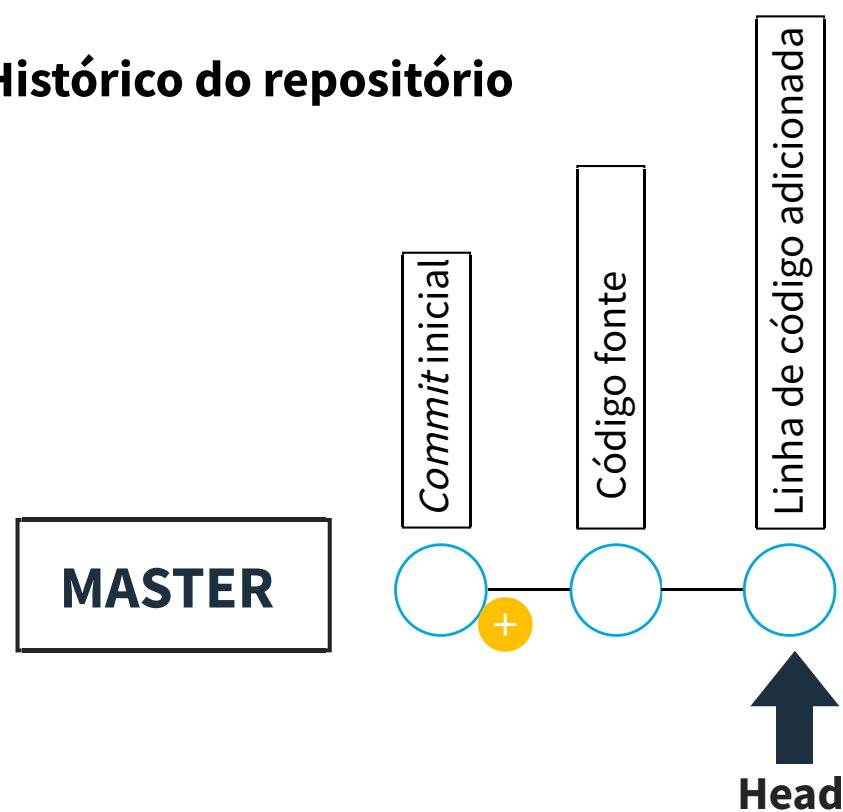 Histórico do repositório
Commit inicial
Código fonte
Linha de código adicionada
MASTER
+
Head